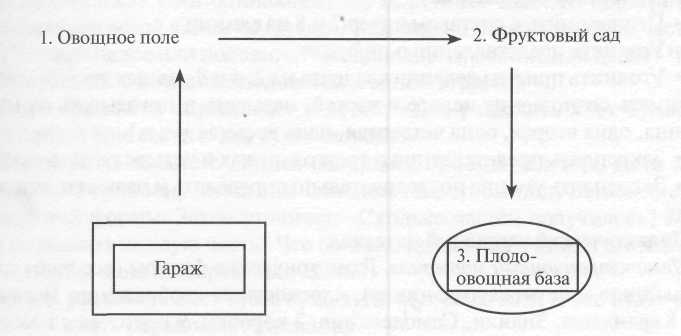 1. Овощное поле
2. Фруктовый сад
Гараж
3. Плодо-
овощная база